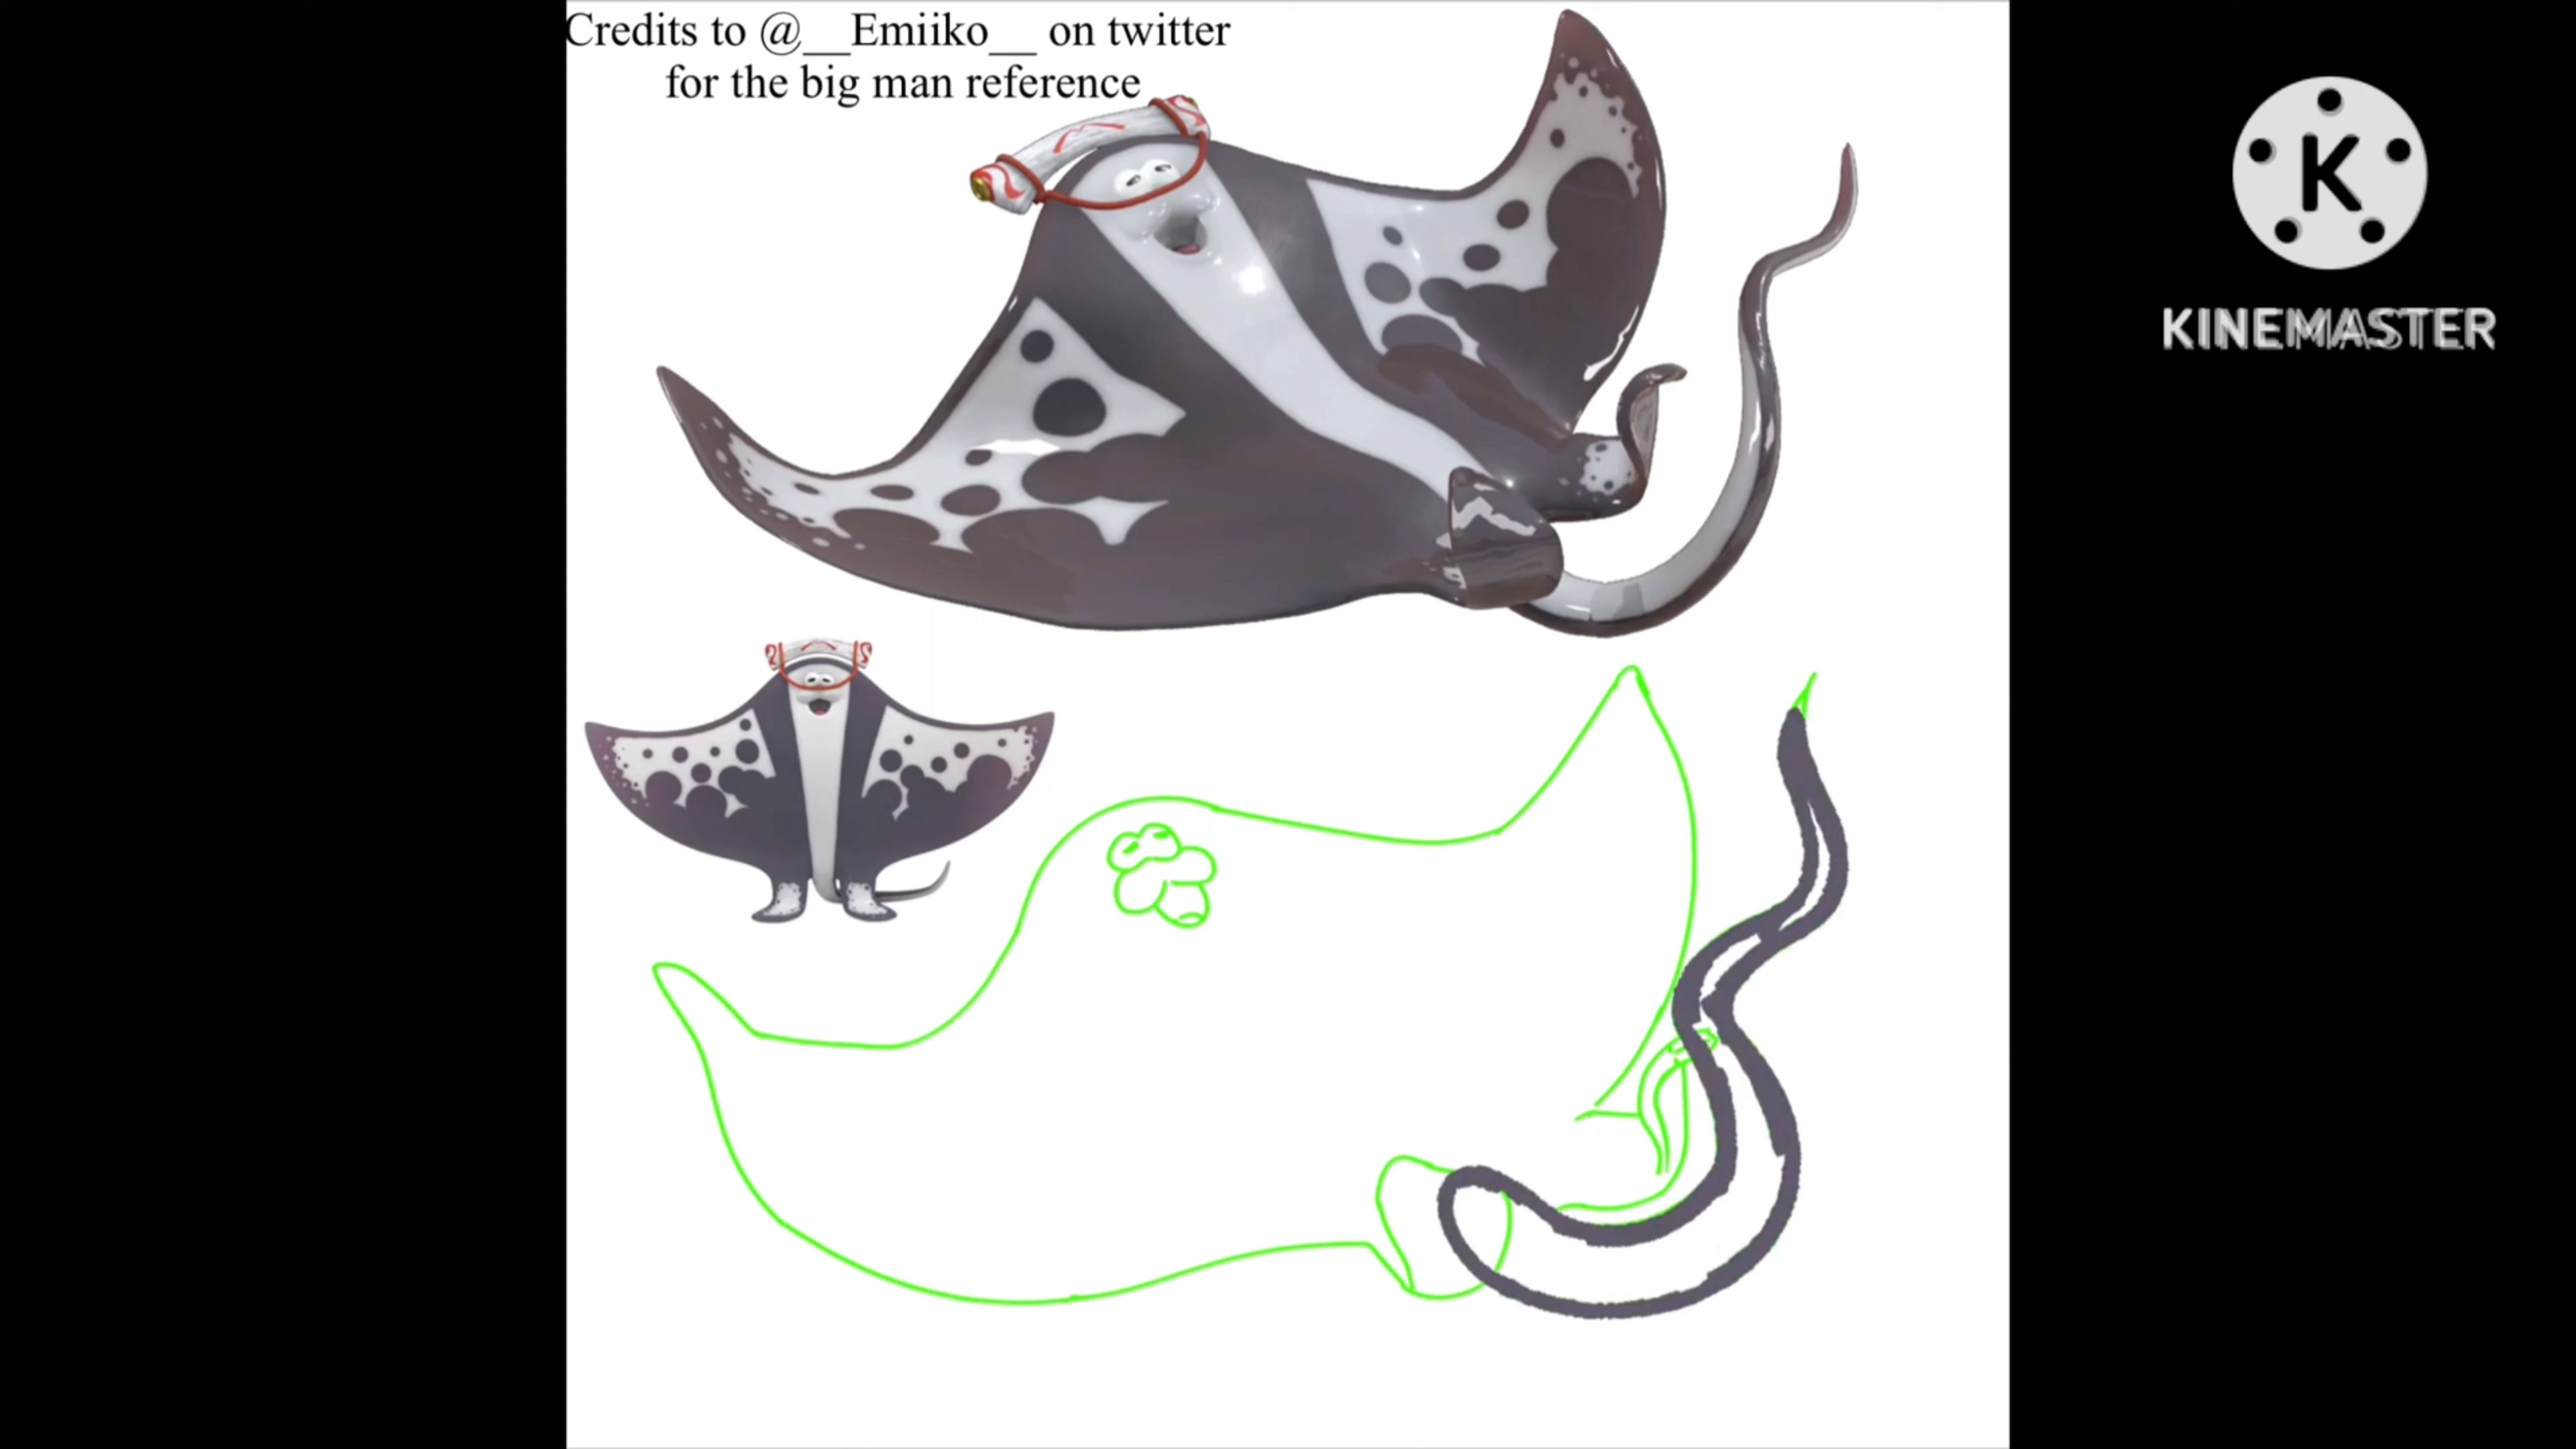 Credits to @__Emiiko__ on twitter
for the big man reference
K
KINEMASTER